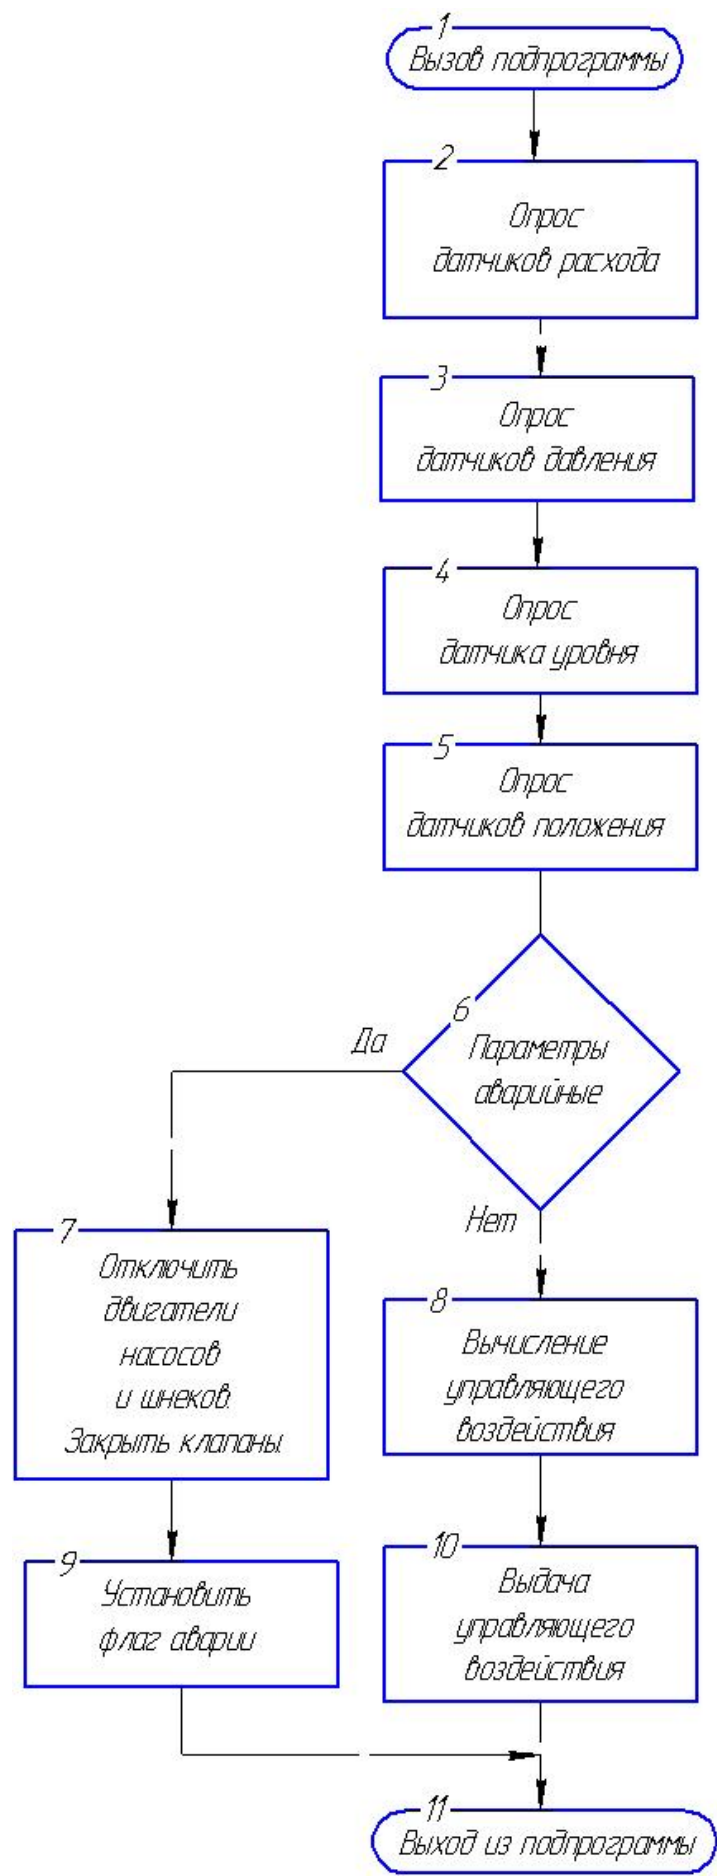 1
Вызов подпрограммы
2
Опрос
датчиков расхода
3
Опрос
датчиков давления
4
Опрос
датчика уровня
5
Опрос
датчиков положения
6
Параметры
аварийные
Да
Нет
7
Отключить
двигатели
насосов
и шнеков.
Закрыть клапаны.
8
Вычисление
управляющего
воздействия
9
Установить
флаг аварии
10
Выдача
управляющего
воздействия
11
Выход из подпрограммы